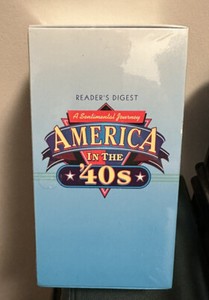 READER'S DIGEST
A Sentimental Journey
AMERICA
IN THE
'40s